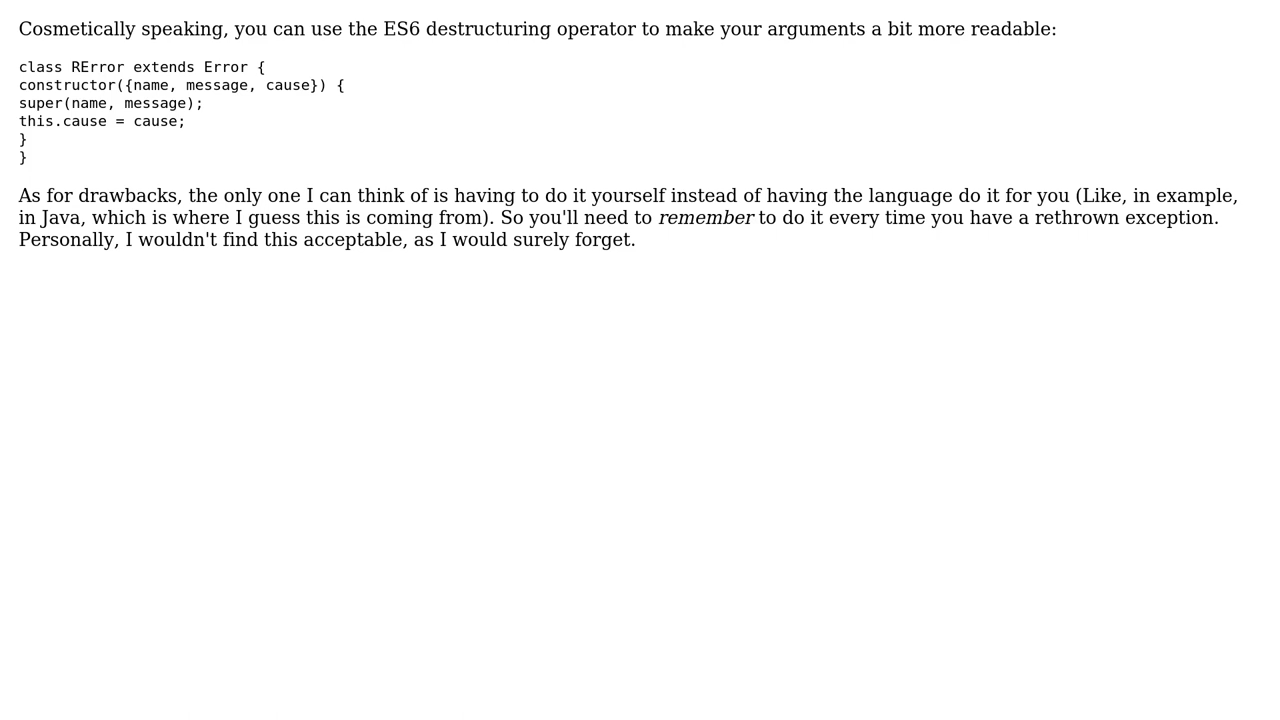 Cosmetically speaking, you can use the ES6 destructuring operator to make your arguments a bit more readable:
class RError extends Error {
constructor({name, message, cause}) {
super(name, message);
this.cause = cause;
}
}
As for drawbacks, the only one I can think of is having to do it yourself instead of having the language do it for you (Like, in example,
in Java, which is where I guess this is coming from). So you'll need to remember to do it every time you have a rethrown exception.
Personally, I wouldn't find this acceptable, as I would surely forget.